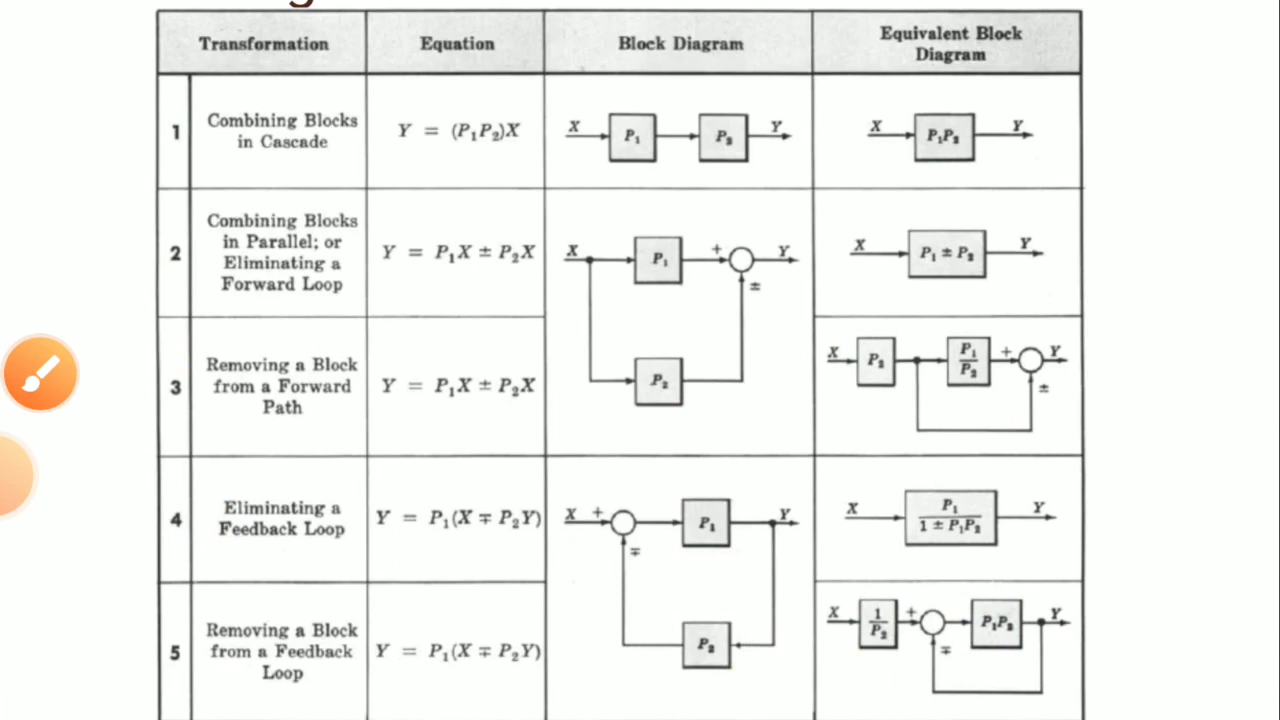 Transformation
Equation
Block Diagram
Equivalent Block
Diagram
1
Combining Blocks
in Cascade
Y = (P₁P₂)X
X
P₁
P₂
Y
X
P₁P₂
Y
2
Combining Blocks
in Parallel; or
Eliminating a
Forward Loop
Y = P₁X ± P₂X
X
P₁
+
Y
±
P₂
X
P₁ ± P₂
Y
3
Removing a Block
from a Forward
Path
Y = P₁X ± P₂X
X
P₂
P₁
P₂
+
Y
±
4
Eliminating a
Feedback Loop
Y = P₁(X ∓ P₂Y)
X
+
∓
P₁
Y
P₂
X
P₁
1 ± P₁P₂
Y
5
Removing a Block
from a Feedback
Loop
Y = P₁(X ∓ P₂Y)
X
1
P₂
+
∓
P₁P₂
Y